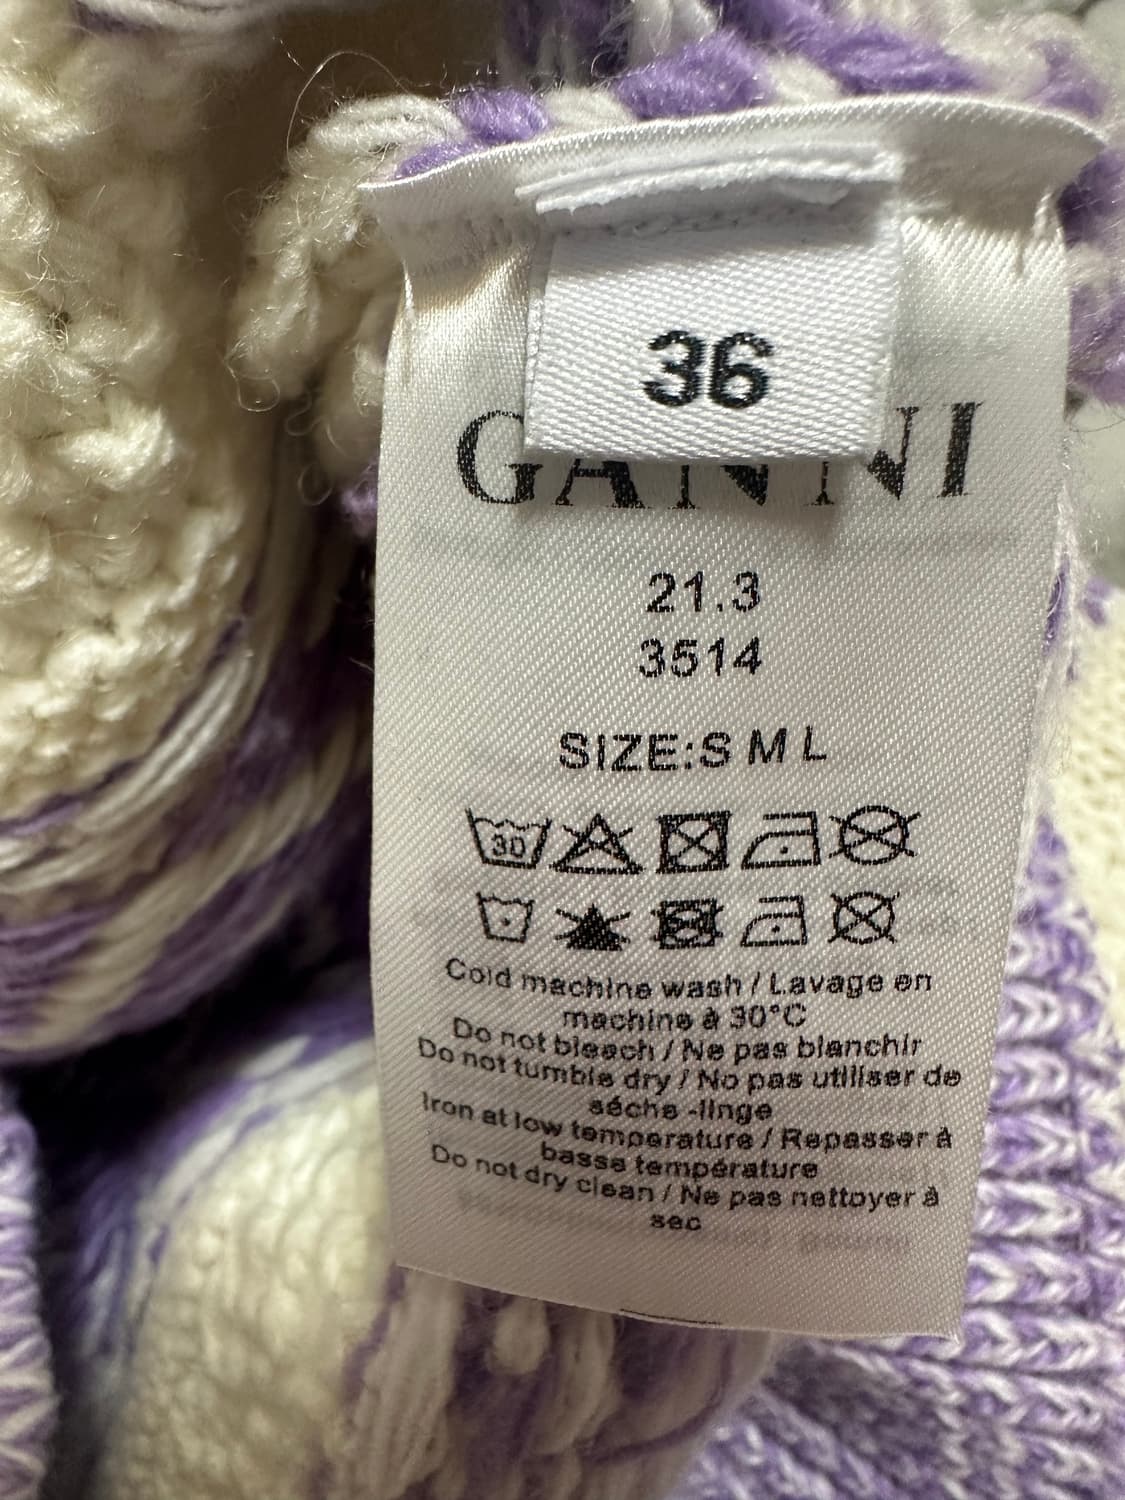 36
GANNI
21.3
3514
SIZE:S M L
30
Cold machine wash / Lavage en
machine à 30°C
Do not bleach / Ne pas blanchir
Do not tumble dry / No pas utiliser de
séche -linge
Iron at low temperature / Repasser à
basse température
Do not dry clean / Ne pas nettoyer à
sec